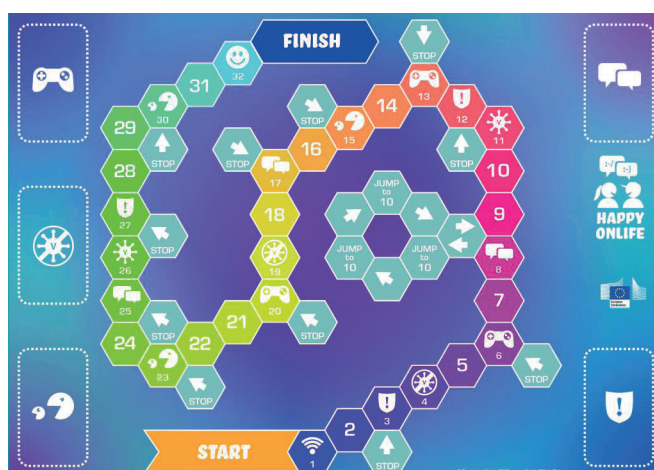 FINISH
STOP
31
32
13
14
12
30
STOP
15
11
29
16
STOP
STOP
10
28
STOP
17
JUMP
to
10
:-/
:-)
27
18
9
HAPPY
ONLIFE
STOP
JUMP
to
10
JUMP
to
10
V
26
V
19
8
V
25
20
7
STOP
21
STOP
24
22
6
23
5
STOP
STOP
V
4
3
2
START
1
STOP